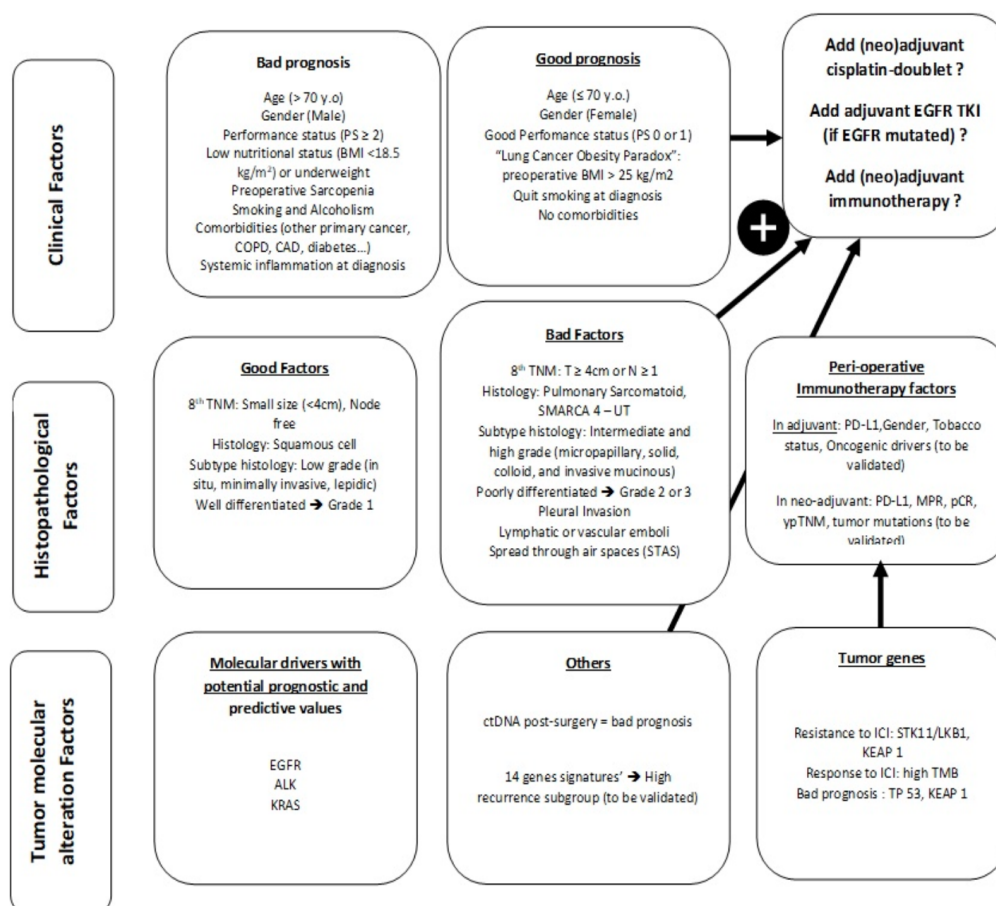 Clinical Factors
Bad prognosis
Age (> 70 y.o)
Gender (Male)
Performance status (PS ≥ 2)
Low nutritional status (BMI <18.5
kg/m²) or underweight
Preoperative Sarcopenia
Smoking and Alcoholism
Comorbidities (other primary cancer,
COPD, CAD, diabetes...)
Systemic inflammation at diagnosis
Good prognosis
Age (≤ 70 y.o.)
Gender (Female)
Good Perfomance status (PS 0 or 1)
"Lung Cancer Obesity Paradox":
preoperative BMI > 25 kg/m2
Quit smoking at diagnosis
No comorbidities
Add (neo)adjuvant
cisplatin-doublet ?
Add adjuvant EGFR TKI
(if EGFR mutated) ?
Add (neo)adjuvant
immunotherapy ?
+
Histopathological
Factors
Good Factors
8th TNM: Small size (<4cm), Node
free
Histology: Squamous cell
Subtype histology: Low grade (in
situ, minimally invasive, lepidic)
Well differentiated ➔ Grade 1
Bad Factors
8th TNM: T ≥ 4cm or N ≥ 1
Histology: Pulmonary Sarcomatoid,
SMARCA 4 – UT
Subtype histology: Intermediate and
high grade (micropapillary, solid,
colloid, and invasive mucinous)
Poorly differentiated ➔ Grade 2 or 3
Pleural Invasion
Lymphatic or vascular emboli
Spread through air spaces (STAS)
Peri-operative
Immunotherapy factors
In adjuvant: PD-L1,Gender, Tobacco
status, Oncogenic drivers (to be
validated)
In neo-adjuvant: PD-L1, MPR, pCR,
ypTNM, tumor mutations (to be
validated)
Tumor molecular
alteration Factors
Molecular drivers with
potential prognostic and
predictive values
EGFR
ALK
KRAS
Others
ctDNA post-surgery = bad prognosis
14 genes signatures' ➔ High
recurrence subgroup (to be validated)
Tumor genes
Resistance to ICI: STK11/LKB1,
KEAP 1
Response to ICI: high TMB
Bad prognosis : TP 53, KEAP 1